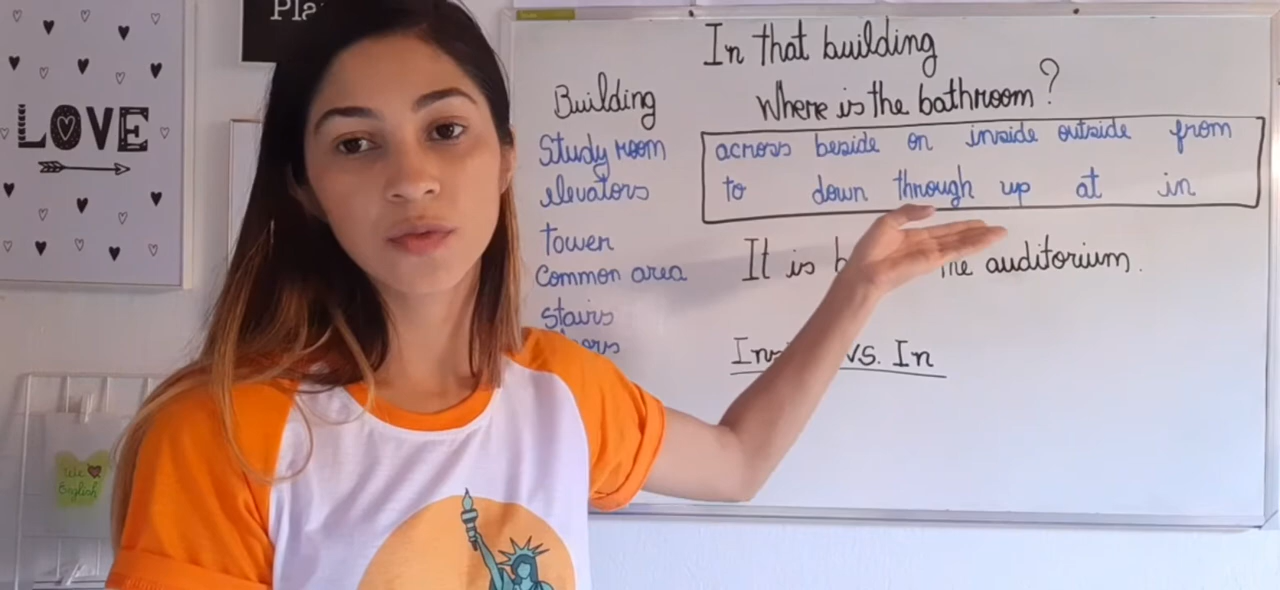 LOVE
We
English
In that building
Where is the bathroom?
Building
Study room
elevators
tower
Common area
stairs
across beside on inside outside from
to down through up at in
It is the auditorium.
vs. In